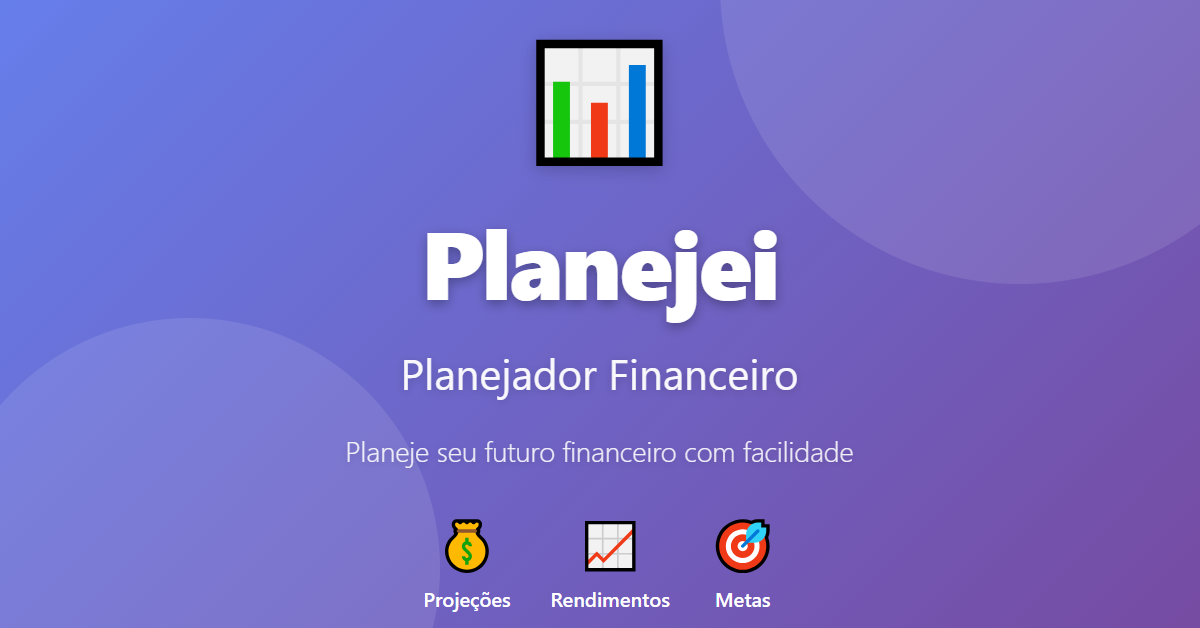 Planejei
Planejador Financeiro
Planeje seu futuro financeiro com facilidade
$
Projeções
Rendimentos
Metas